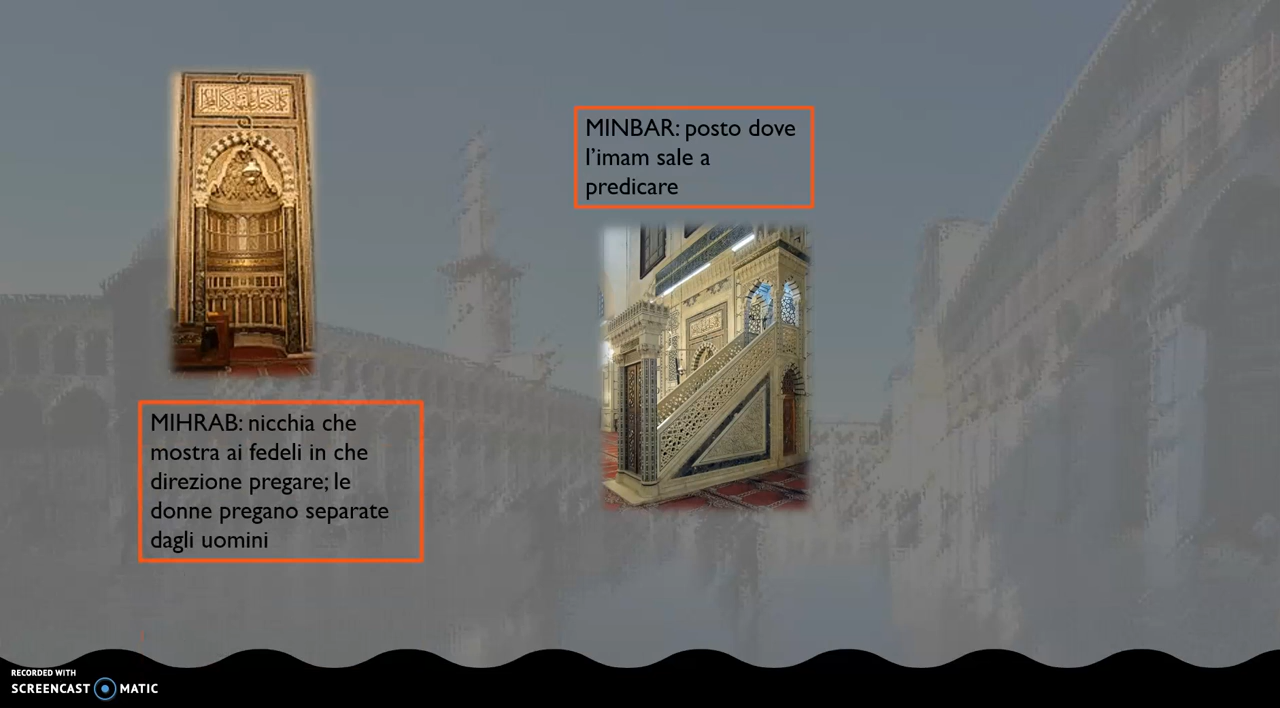 MINBAR: posto dove
l'imam sale a
predicare
MIHRAB: nicchia che
mostra ai fedeli in che
direzione pregare; le
donne pregano separate
dagli uomini
RECORDED WITH
SCREENCAST MATIC